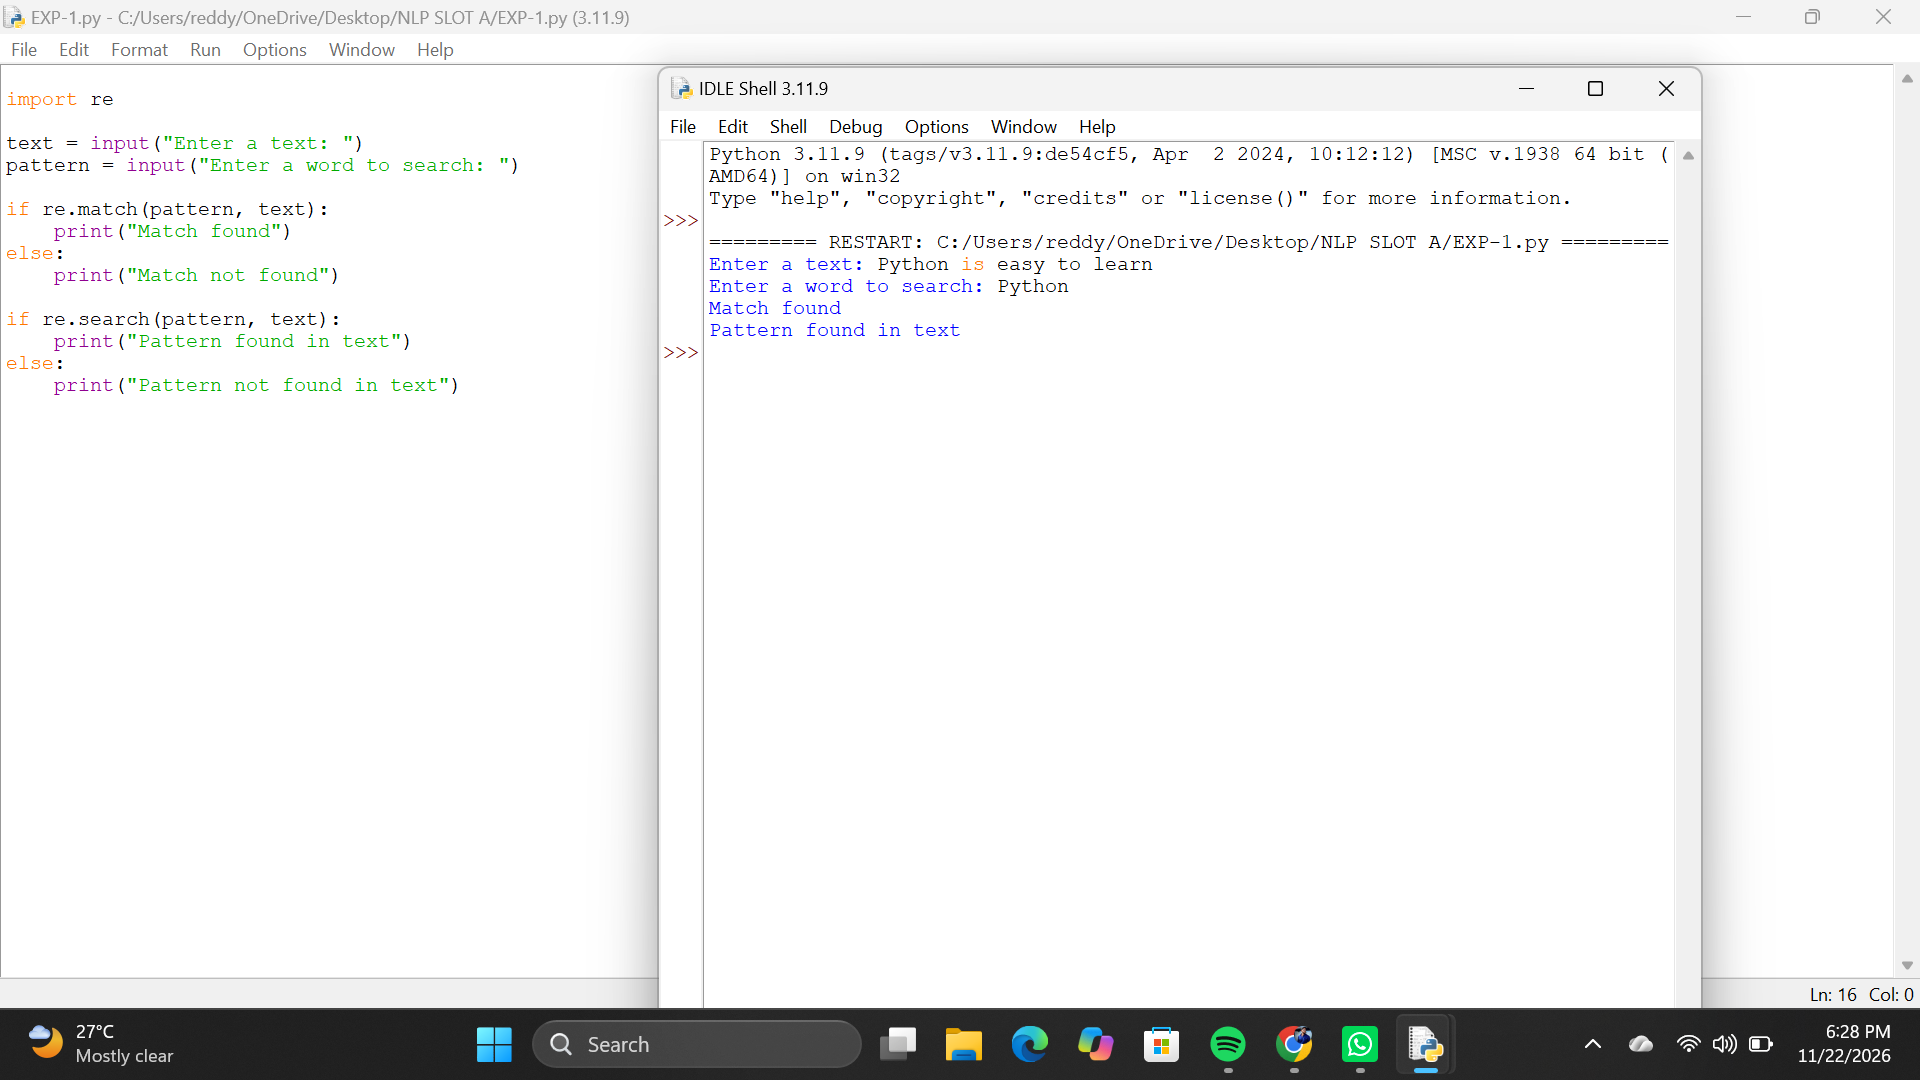 EXP-1.py - C:/Users/reddy/OneDrive/Desktop/NLP SLOT A/EXP-1.py (3.11.9)
File Edit Format Run Options Window Help
import re
text = input("Enter a text: ")
pattern = input("Enter a word to search: ")
if re.match(pattern, text):
    print("Match found")
else:
    print("Match not found")
if re.search(pattern, text):
    print("Pattern found in text")
else:
    print("Pattern not found in text")
IDLE Shell 3.11.9
File Edit Shell Debug Options Window Help
Python 3.11.9 (tags/v3.11.9:de54cf5, Apr  2 2024, 10:12:12) [MSC v.1938 64 bit (
AMD64)] on win32
Type "help", "copyright", "credits" or "license()" for more information.
>>>
========= RESTART: C:/Users/reddy/OneDrive/Desktop/NLP SLOT A/EXP-1.py =========
Enter a text: Python is easy to learn
Enter a word to search: Python
Match found
Pattern found in text
>>>
Ln: 16 Col: 0
27°C
Mostly clear
Search
6:28 PM
11/22/2026